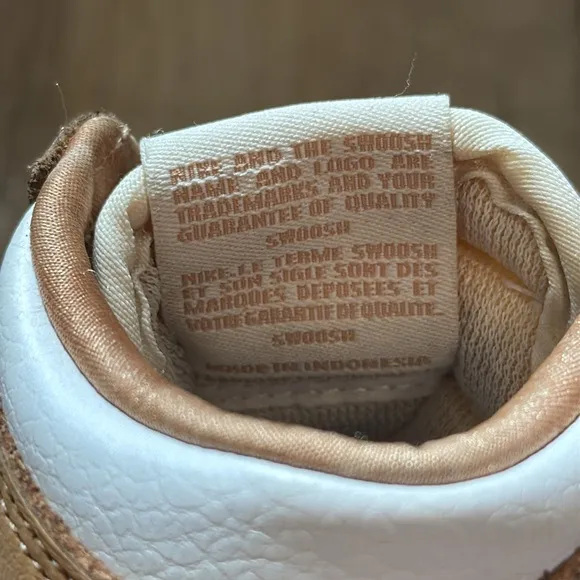 NIKE AND THE SWOOSH
NAME AND LOGO ARE
TRADEMARKS AND YOUR
GUARANTEE OF QUALITY
SWOOSH
NIKE.LE TERME SWOOSH
ET SON SIGLE SONT DES
MARQUES DEPOSEES ET
VOTRE GARANTIE DE QUALITE.
SWOOSH
MADE IN INDONESIA